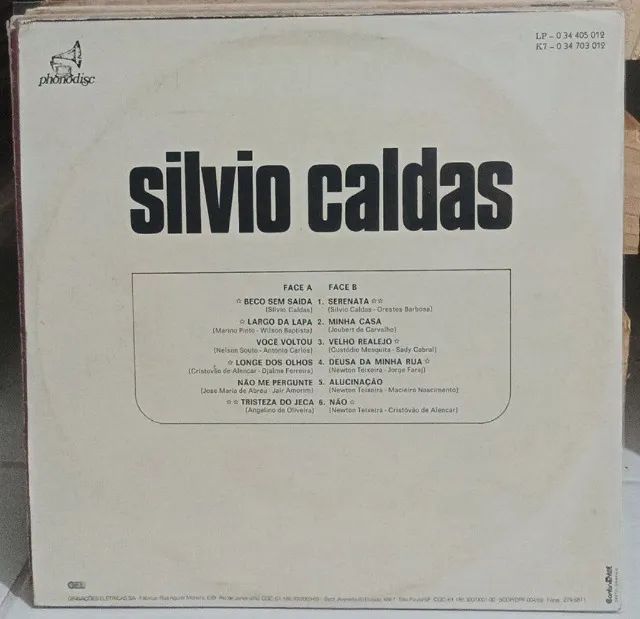 phonodisc
LP - 0 34 405 012
K7 - 0 34 703 012
silvio caldas
FACE A FACE B
☆ BECO SEM SAÍDA 1. SERENATA ☆☆
(Silvio Caldas) (Silvio Caldas - Orestes Barbosa)
☆ LARGO DA LAPA 2. MINHA CASA
(Marino Pinto - Wilson Baptista) (Joubert de Carvalho)
VOCE VOLTOU 3. VELHO REALEJO ☆
(Nelson Souto - Antonio Carlos) (Custódio Mesquita - Sady Cabral)
☆ LONGE DOS OLHOS 4. DEUSA DA MINHA RUA ☆
(Cristovão de Alencar - Djalma Ferreira) (Newton Teixeira - Jorge Faraj)
NÃO ME PERGUNTE 5. ALUCINAÇÃO
(Jose Maria de Abreu - Jair Amorim) (Newton Teixeira - Macieiro Nascimento)
☆☆ TRISTEZA DO JECA 6. NÃO ☆
(Angelino de Oliveira) (Newton Teixeira - Cristóvão de Alencar)
GEL
GRAVAÇÕES ELÉTRICAS S.A.